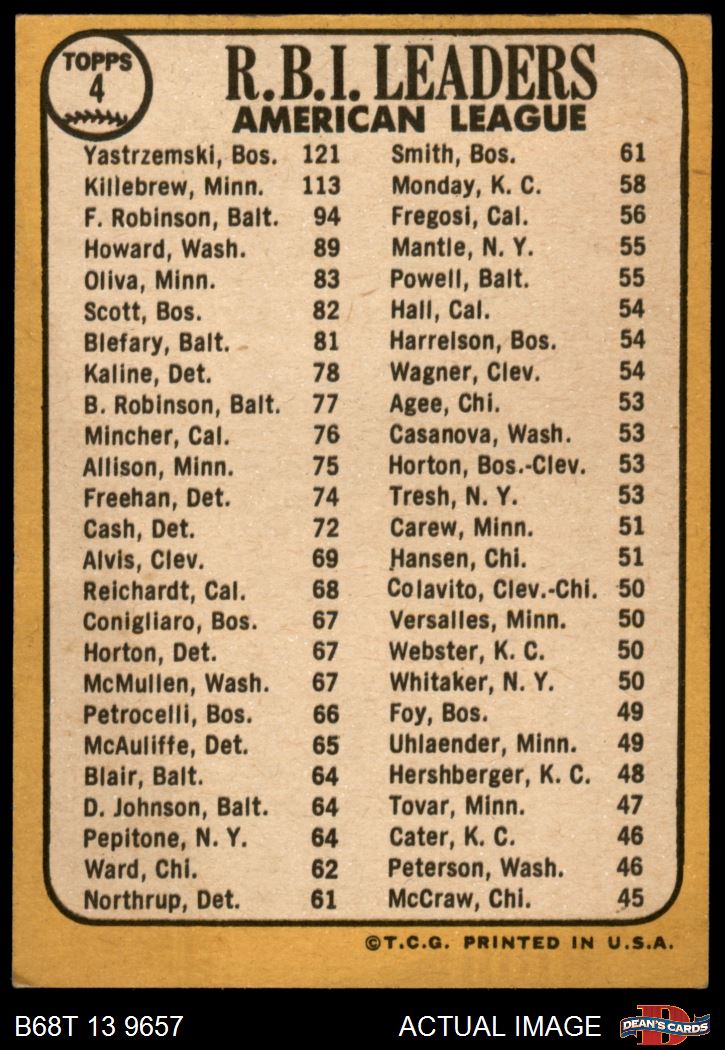 TOPPS
4
R.B.I. LEADERS
AMERICAN LEAGUE
Yastrzemski, Bos. 121
Killebrew, Minn. 113
F. Robinson, Balt. 94
Howard, Wash. 89
Oliva, Minn. 83
Scott, Bos. 82
Blefary, Balt. 81
Kaline, Det. 78
B. Robinson, Balt. 77
Mincher, Cal. 76
Allison, Minn. 75
Freehan, Det. 74
Cash, Det. 72
Alvis, Clev. 69
Reichardt, Cal. 68
Conigliaro, Bos. 67
Horton, Det. 67
McMullen, Wash. 67
Petrocelli, Bos. 66
McAuliffe, Det. 65
Blair, Balt. 64
D. Johnson, Balt. 64
Pepitone, N. Y. 64
Ward, Chi. 62
Northrup, Det. 61
Smith, Bos. 61
Monday, K. C. 58
Fregosi, Cal. 56
Mantle, N. Y. 55
Powell, Balt. 55
Hall, Cal. 54
Harrelson, Bos. 54
Wagner, Clev. 54
Agee, Chi. 53
Casanova, Wash. 53
Horton, Bos.-Clev. 53
Tresh, N. Y. 53
Carew, Minn. 51
Hansen, Chi. 51
Colavito, Clev.-Chi. 50
Versalles, Minn. 50
Webster, K. C. 50
Whitaker, N. Y. 50
Foy, Bos. 49
Uhlaender, Minn. 49
Hershberger, K. C. 48
Tovar, Minn. 47
Cater, K. C. 46
Peterson, Wash. 46
McCraw, Chi. 45
©T.C.G. PRINTED IN U.S.A.
B68T 13 9657
ACTUAL IMAGE
D
DEAN'S CARDS